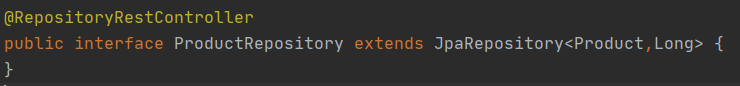 @RepositoryRestController
public interface ProductRepository extends JpaRepository<Product,Long> {
}